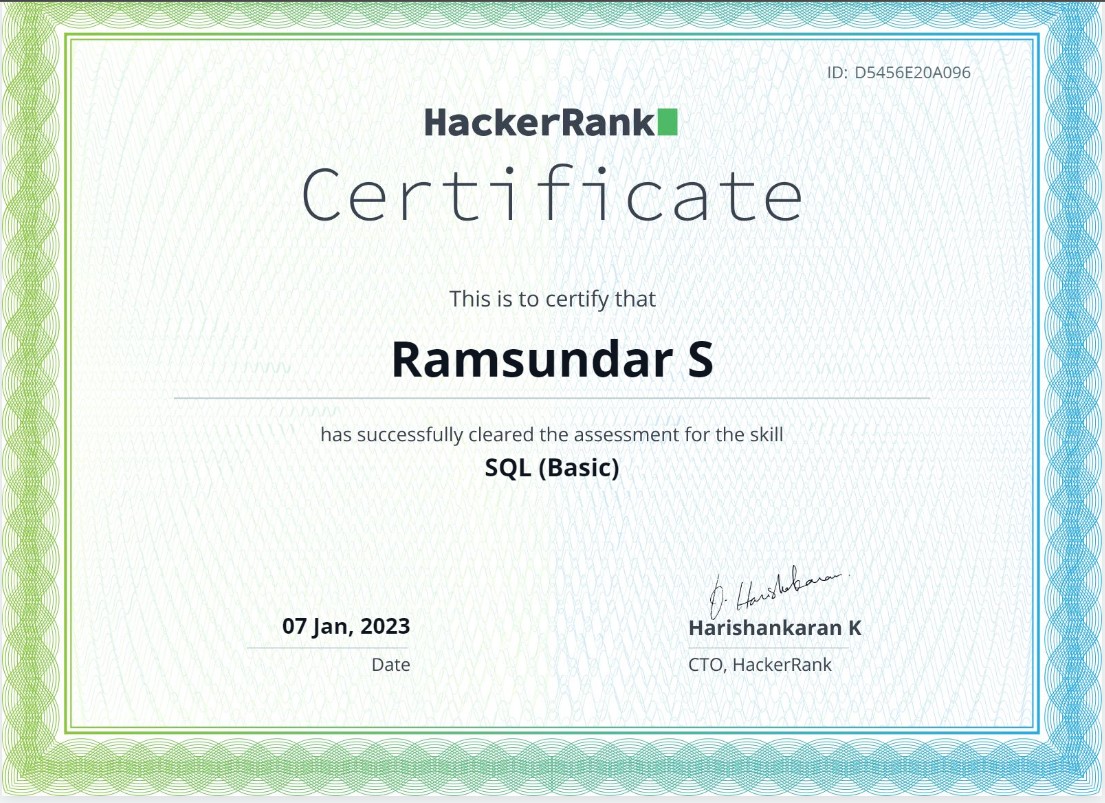 ID: D5456E20A096
HackerRank
Certificate
This is to certify that
Ramsundar S
has successfully cleared the assessment for the skill
SQL (Basic)
07 Jan, 2023
Date
D. Harishankaran
Harishankaran K
CTO, HackerRank